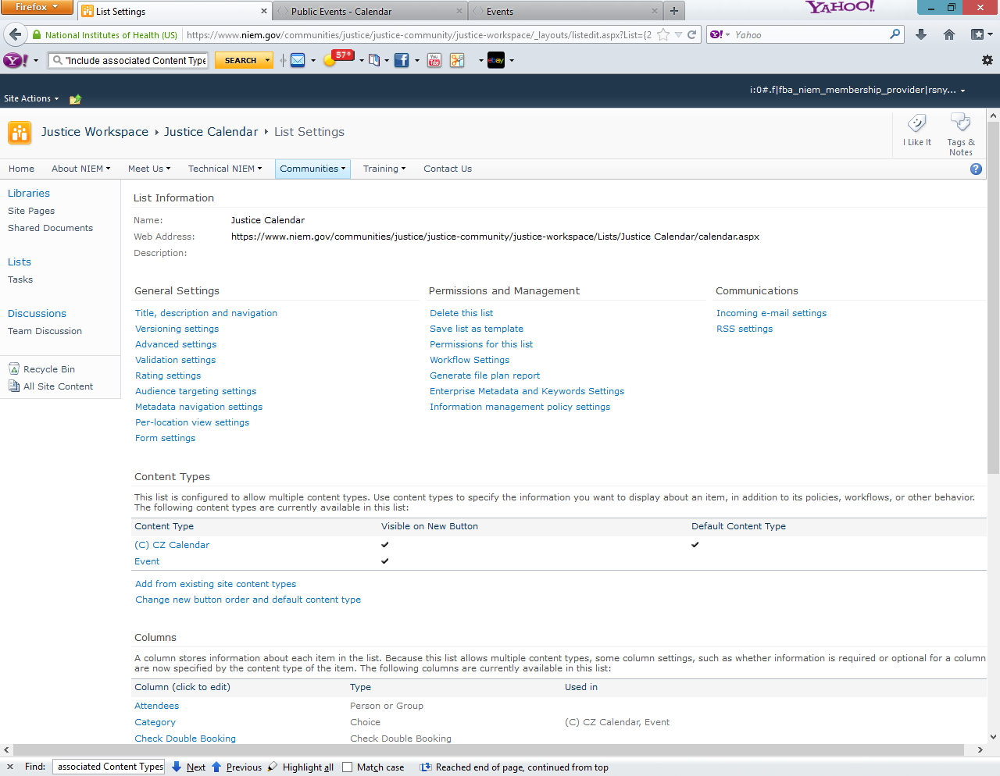 Firefox
List Settings
Public Events - Calendar
Events
YAHOO!
National Institutes of Health (US)
https://www.niem.gov/communities/justice/justice-community/justice-workspace/_layouts/listedit.aspx?List={2
Yahoo
Y!
"Include associated Content Type
SEARCH
57°
You Tube
ebay
Site Actions
i:0#.f|fba_niem_membership_provider|rsny...
Justice Workspace
Justice Calendar
List Settings
I Like It
Tags &
Notes
Home
About NIEM
Meet Us
Technical NIEM
Communities
Training
Contact Us
Libraries
Site Pages
Shared Documents
Lists
Tasks
Discussions
Team Discussion
Recycle Bin
All Site Content
List Information
Name: Justice Calendar
Web Address: https://www.niem.gov/communities/justice/justice-community/justice-workspace/Lists/Justice Calendar/calendar.aspx
Description:
General Settings
Title, description and navigation
Versioning settings
Advanced settings
Validation settings
Rating settings
Audience targeting settings
Metadata navigation settings
Per-location view settings
Form settings
Permissions and Management
Delete this list
Save list as template
Permissions for this list
Workflow Settings
Generate file plan report
Enterprise Metadata and Keywords Settings
Information management policy settings
Communications
Incoming e-mail settings
RSS settings
Content Types
This list is configured to allow multiple content types. Use content types to specify the information you want to display about an item, in addition to its policies, workflows, or other behavior.
The following content types are currently available in this list:
Content Type Visible on New Button Default Content Type
(C) CZ Calendar
Event
Add from existing site content types
Change new button order and default content type
Columns
A column stores information about each item in the list. Because this list allows multiple content types, some column settings, such as whether information is required or optional for a column
are now specified by the content type of the item. The following columns are currently available in this list:
Column (click to edit) Type Used in
Attendees Person or Group
Category Choice (C) CZ Calendar, Event
Check Double Booking Check Double Booking
Find: associated Content Types Next Previous Highlight all Match case Reached end of page, continued from top